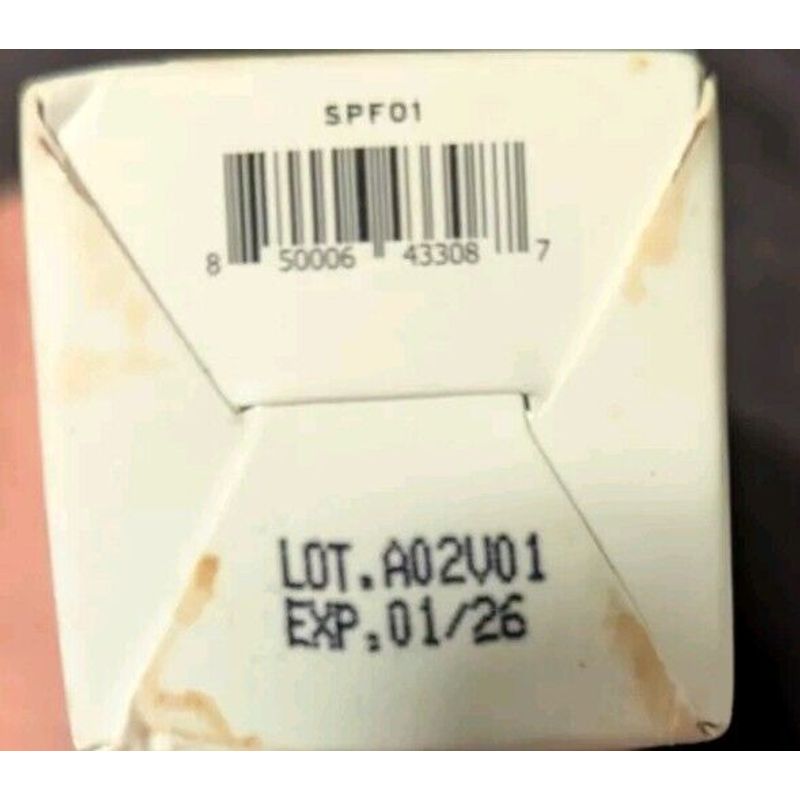 SPF01
8 50006 43308 7
LOT.A02V01
EXP.01/26